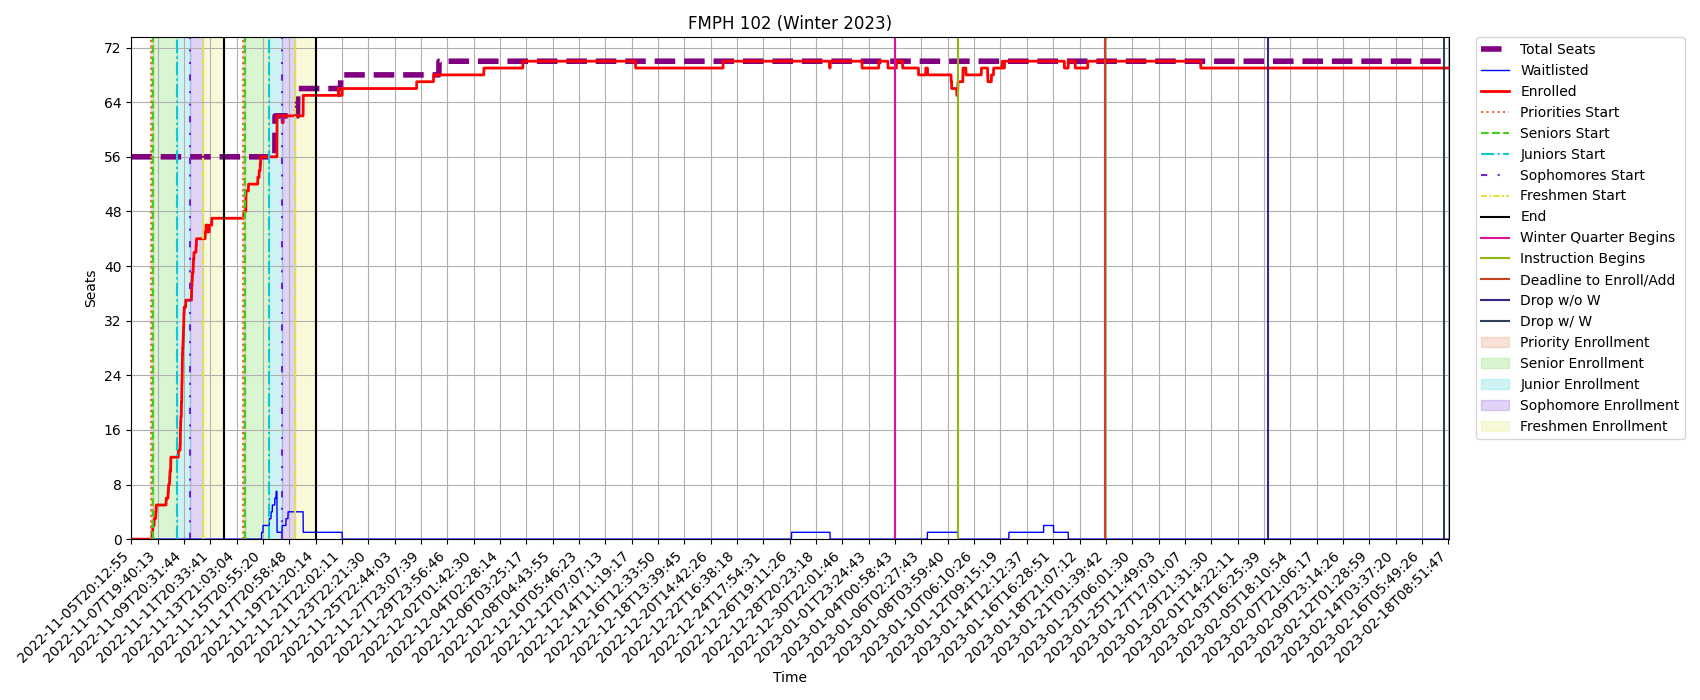 FMPH 102 (Winter 2023)
Seats
72
64
56
48
40
32
24
16
8
0
2022-11-05T20:12:55
2022-11-07T19:40:13
2022-11-09T20:31:44
2022-11-11T20:33:41
2022-11-13T21:03:04
2022-11-15T20:55:20
2022-11-17T20:58:48
2022-11-19T21:20:14
2022-11-21T22:02:11
2022-11-23T22:21:30
2022-11-25T22:44:03
2022-11-27T23:07:39
2022-11-29T23:56:46
2022-12-02T01:42:30
2022-12-04T02:28:14
2022-12-06T03:25:17
2022-12-08T04:43:55
2022-12-10T05:46:23
2022-12-12T07:07:13
2022-12-14T11:19:17
2022-12-16T12:33:50
2022-12-18T13:39:45
2022-12-20T14:42:26
2022-12-22T16:38:18
2022-12-24T17:54:31
2022-12-26T19:11:26
2022-12-28T20:23:18
2022-12-30T22:01:46
2023-01-01T23:24:43
2023-01-04T00:58:43
2023-01-06T02:27:43
2023-01-08T03:59:40
2023-01-10T06:10:26
2023-01-12T09:15:19
2023-01-14T12:12:37
2023-01-16T16:28:51
2023-01-18T21:07:12
2023-01-21T01:39:42
2023-01-23T06:01:30
2023-01-25T11:49:03
2023-01-27T17:01:07
2023-01-29T21:31:30
2023-02-01T14:22:11
2023-02-03T16:25:39
2023-02-05T18:10:54
2023-02-07T21:06:17
2023-02-09T23:14:26
2023-02-12T01:28:59
2023-02-14T03:37:20
2023-02-16T05:49:26
2023-02-18T08:51:47
Time
Total Seats
Waitlisted
Enrolled
Priorities Start
Seniors Start
Juniors Start
Sophomores Start
Freshmen Start
End
Winter Quarter Begins
Instruction Begins
Deadline to Enroll/Add
Drop w/o W
Drop w/ W
Priority Enrollment
Senior Enrollment
Junior Enrollment
Sophomore Enrollment
Freshmen Enrollment